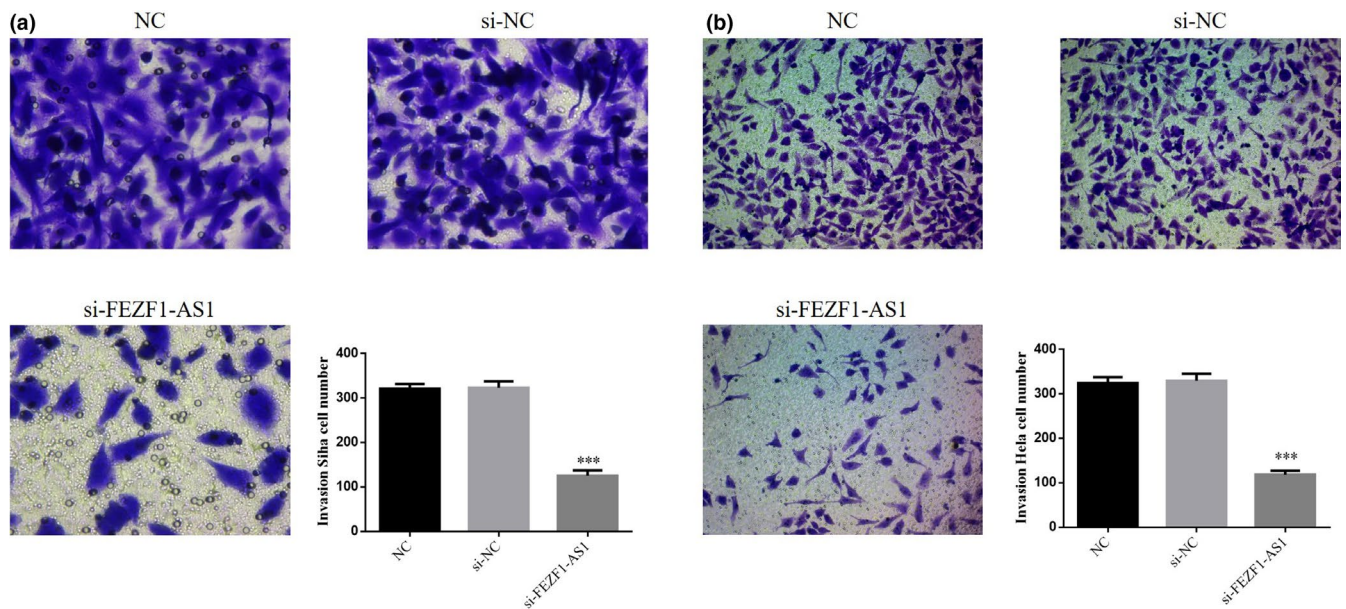 (a)
NC
si-NC
si-FEZF1-AS1
Invasion Siha cell number
400
300
200
100
0
***
NC
si-NC
si-FEZF1-AS1
(b)
NC
si-NC
si-FEZF1-AS1
Invasion Hela cell number
400
300
200
100
0
***
NC
si-NC
si-FEZF1-AS1